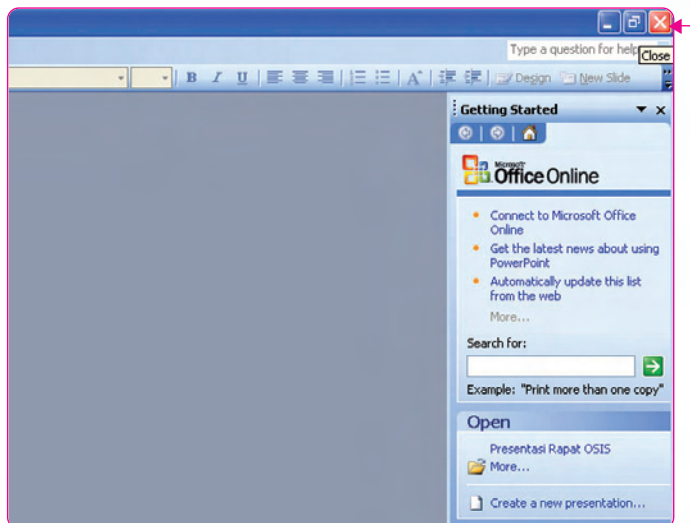 Type a question for help
Close
B I U A Design New Slide
Getting Started
Microsoft
Office Online
Connect to Microsoft Office
Online
Get the latest news about using
PowerPoint
Automatically update this list
from the web
More...
Search for:
Example: "Print more than one copy"
Open
Presentasi Rapat OSIS
More...
Create a new presentation...